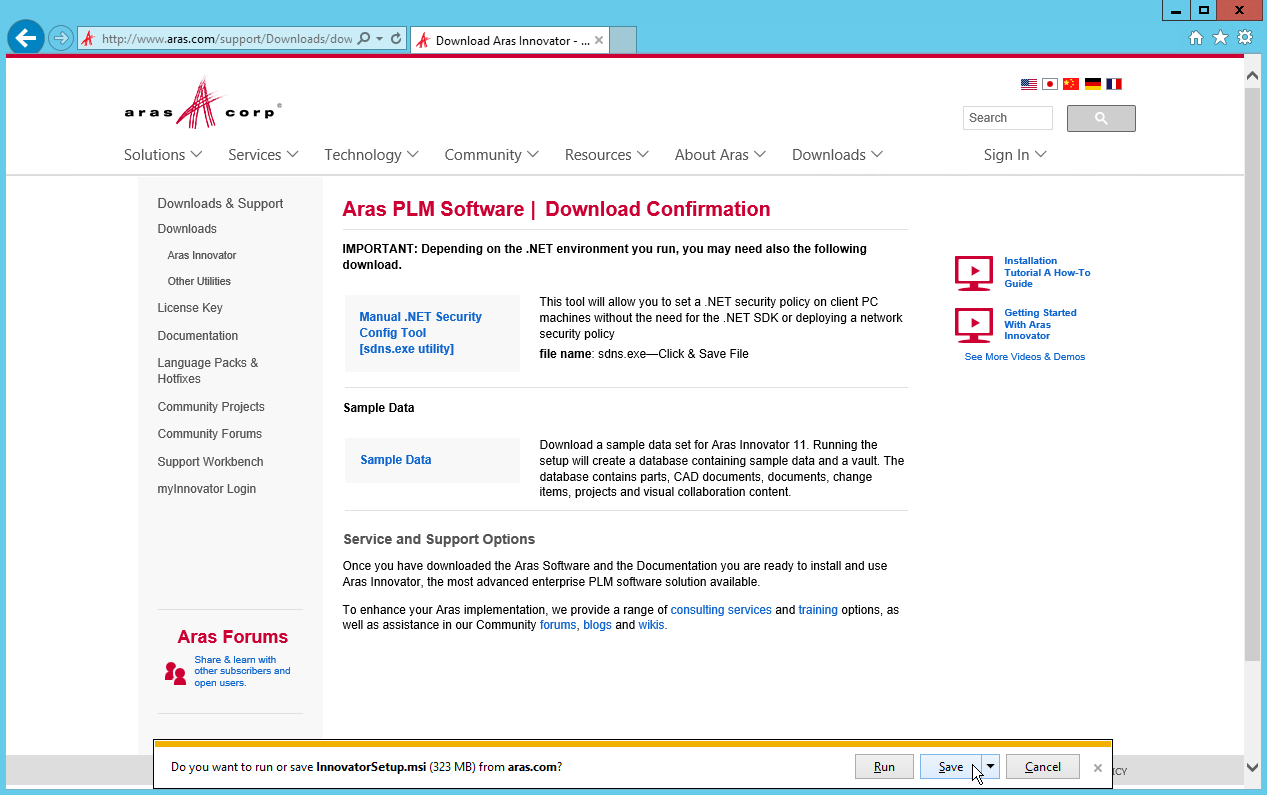 http://www.aras.com/support/Downloads/dow
Download Aras Innovator - ...
aras corp
Search
Solutions
Services
Technology
Community
Resources
About Aras
Downloads
Sign In
Downloads & Support
Downloads
Aras Innovator
Other Utilities
License Key
Documentation
Language Packs &
Hotfixes
Community Projects
Community Forums
Support Workbench
myInnovator Login
Aras Forums
Share & learn with
other subscribers and
open users.
Aras PLM Software | Download Confirmation
IMPORTANT: Depending on the .NET environment you run, you may need also the following
download.
Manual .NET Security
Config Tool
[sdns.exe utility]
This tool will allow you to set a .NET security policy on client PC
machines without the need for the .NET SDK or deploying a network
security policy
file name: sdns.exe—Click & Save File
Sample Data
Sample Data
Download a sample data set for Aras Innovator 11. Running the
setup will create a database containing sample data and a vault. The
database contains parts, CAD documents, documents, change
items, projects and visual collaboration content.
Service and Support Options
Once you have downloaded the Aras Software and the Documentation you are ready to install and use
Aras Innovator, the most advanced enterprise PLM software solution available.
To enhance your Aras implementation, we provide a range of consulting services and training options, as
well as assistance in our Community forums, blogs and wikis.
Installation
Tutorial A How-To
Guide
Getting Started
With Aras
Innovator
See More Videos & Demos
Do you want to run or save InnovatorSetup.msi (323 MB) from aras.com?
Run
Save
Cancel
ICY